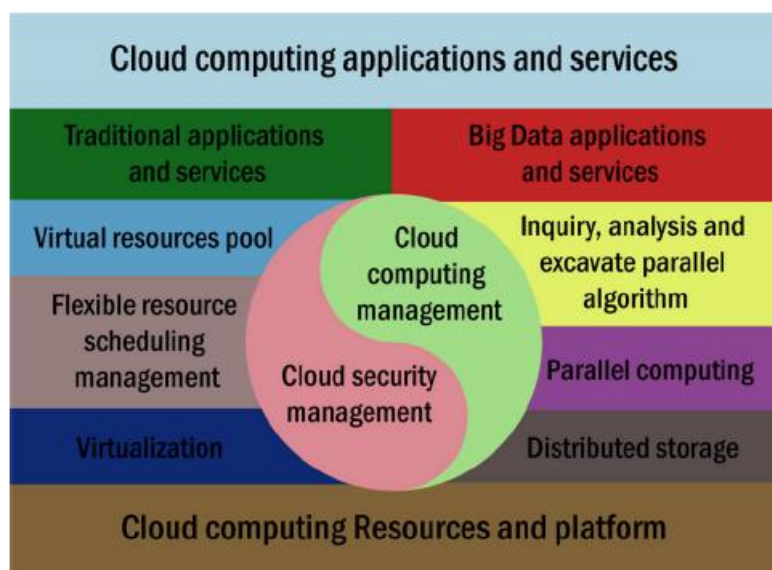 Cloud computing applications and services
Traditional applications
and services
Big Data applications
and services
Virtual resources pool
Cloud
computing
management
Inquiry, analysis and
excavate parallel
algorithm
Flexible resource
scheduling
management
Cloud security
management
Parallel computing
Virtualization
Distributed storage
Cloud computing Resources and platform